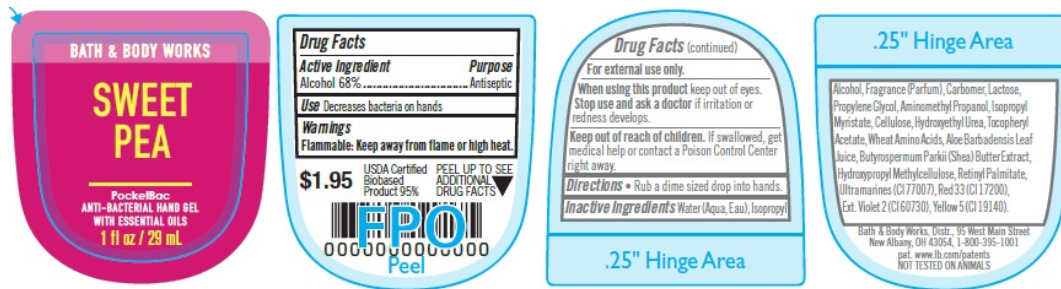 BATH & BODY WORKS
SWEET
PEA
PocketBac
ANTI-BACTERIAL HAND GEL
WITH ESSENTIAL OILS
1 fl oz / 29 mL
Drug Facts
Active Ingredient Purpose
Alcohol 68% ................................ Antiseptic
Use Decreases bacteria on hands
Warnings
Flammable: Keep away from flame or high heat.
$1.95
USDA Certified
Biobased
Product 95%
PEEL UP TO SEE
ADDITIONAL
DRUG FACTS
FPO
000000000000
Peel
Drug Facts (continued)
For external use only.
When using this product keep out of eyes.
Stop use and ask a doctor if irritation or
redness develops.
Keep out of reach of children. If swallowed, get
medical help or contact a Poison Control Center
right away.
Directions • Rub a dime sized drop into hands.
Inactive Ingredients Water (Aqua, Eau), Isopropyl
.25" Hinge Area
.25" Hinge Area
Alcohol, Fragrance (Parfum), Carbomer, Lactose,
Propylene Glycol, Aminomethyl Propanol, Isopropyl
Myristate, Cellulose, Hydroxyethyl Urea, Tocopheryl
Acetate, Wheat Amino Acids, Aloe Barbadensis Leaf
Juice, Butyrospermum Parkii (Shea) Butter Extract,
Hydroxypropyl Methylcellulose, Retinyl Palmitate,
Ultramarines (CI 77007), Red 33 (CI 17200),
Ext. Violet 2 (CI 60730), Yellow 5 (CI 19140).
Bath & Body Works, Distr., 95 West Main Street
New Albany, OH 43054, 1-800-395-1001
pat. www.lb.com/patents
NOT TESTED ON ANIMALS